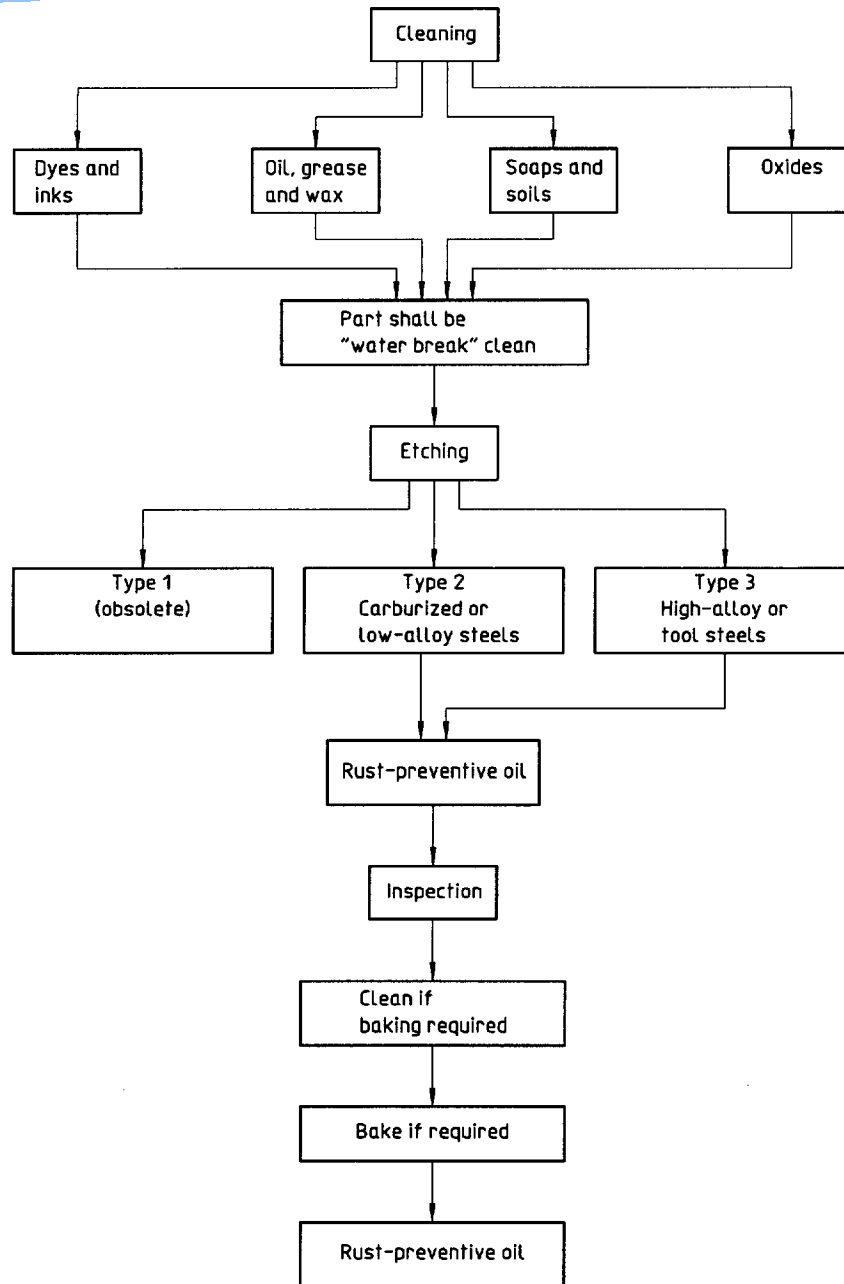 Cleaning
Dyes and
inks
Oil, grease
and wax
Soaps and
soils
Oxides
Part shall be
"water break" clean
Etching
Type 1
(obsolete)
Type 2
Carburized or
low-alloy steels
Type 3
High-alloy or
tool steels
Rust-preventive oil
Inspection
Clean if
baking required
Bake if required
Rust-preventive oil